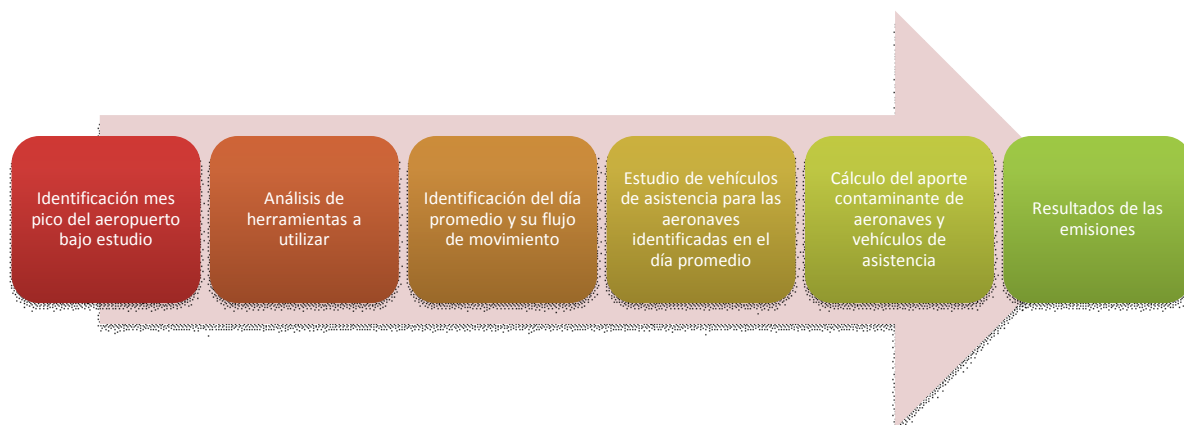 Identificación mes
pico del aeropuerto
bajo estudio
Análisis de
herramientas a
utilizar
Identificación del día
promedio y su flujo
de movimiento
Estudio de vehículos
de asistencia para las
aeronaves
identificadas en el
día promedio
Cálculo del aporte
contaminante de
aeronaves y
vehículos de
asistencia
Resultados de las
emisiones